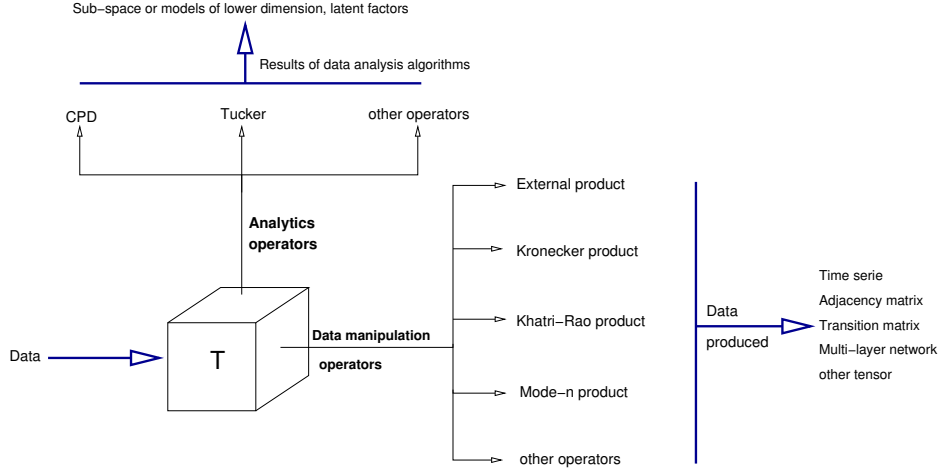 Sub−space or models of lower dimension, latent factors
Results of data analysis algorithms
CPD
Tucker
other operators
Analytics
operators
External product
Kronecker product
Khatri−Rao product
Mode−n product
other operators
Data manipulation
operators
Data
T
Data
produced
Time serie
Adjacency matrix
Transition matrix
Multi−layer network
other tensor